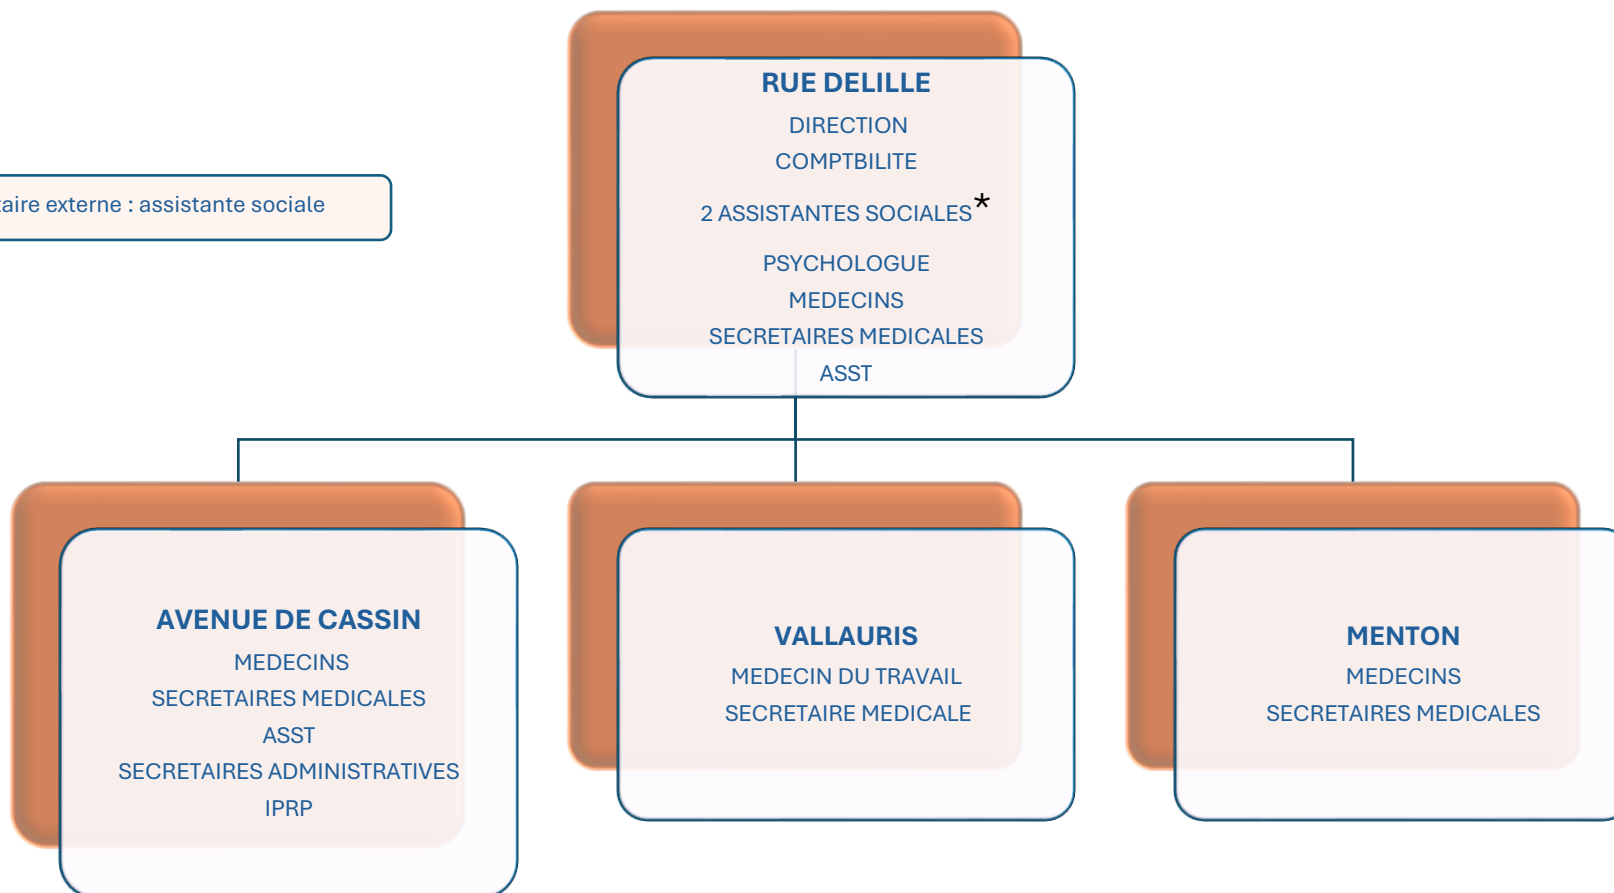 RUE DELILLE
DIRECTION
COMPTBILITE
2 ASSISTANTES SOCIALES*
PSYCHOLOGUE
MEDECINS
SECRETAIRES MEDICALES
ASST
externe : assistante sociale
AVENUE DE CASSIN
MEDECINS
SECRETAIRES MEDICALES
ASST
SECRETAIRES ADMINISTRATIVES
IPRP
VALLAURIS
MEDECIN DU TRAVAIL
SECRETAIRE MEDICALE
MENTON
MEDECINS
SECRETAIRES MEDICALES